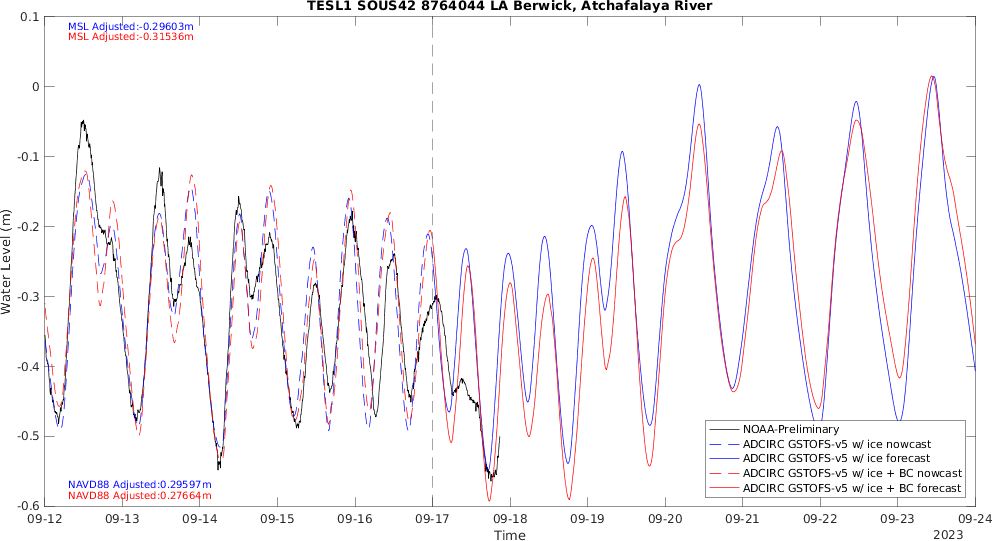 TESL1 SOUS42 8764044 LA Berwick, Atchafalaya River
MSL Adjusted:-0.29603m
MSL Adjusted:-0.31536m
0.1
0
-0.1
-0.2
-0.3
-0.4
-0.5
-0.6
Water Level (m)
NOAA-Preliminary
ADCIRC GSTOFS-v5 w/ ice nowcast
ADCIRC GSTOFS-v5 w/ ice forecast
ADCIRC GSTOFS-v5 w/ ice + BC nowcast
ADCIRC GSTOFS-v5 w/ ice + BC forecast
NAVD88 Adjusted:0.29597m
NAVD88 Adjusted:0.27664m
09-12 09-13 09-14 09-15 09-16 09-17 09-18 09-19 09-20 09-21 09-22 09-23 09-24
Time
2023